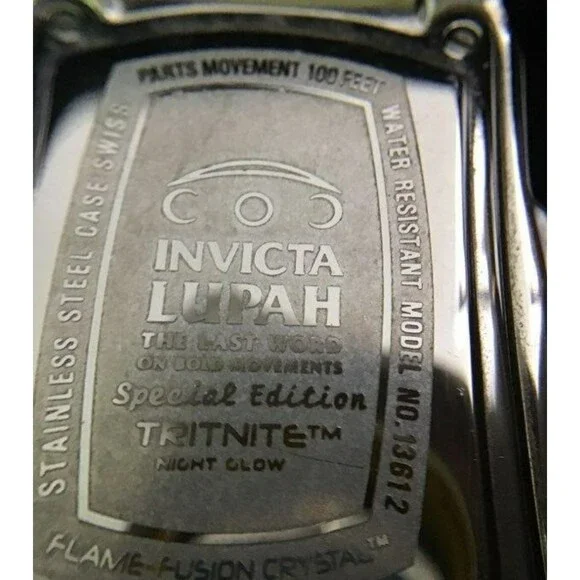 STAINLESS STEEL CASE SWISS
PARTS MOVEMENT 100 FEET
WATER RESISTANT MODEL NO.13612
INVICTA
LUPAH
THE LAST WORD
ON BOLD MOVEMENTS
Special Edition
TRITNITE™
NIGHT GLOW
FLAME-FUSION CRYSTAL™